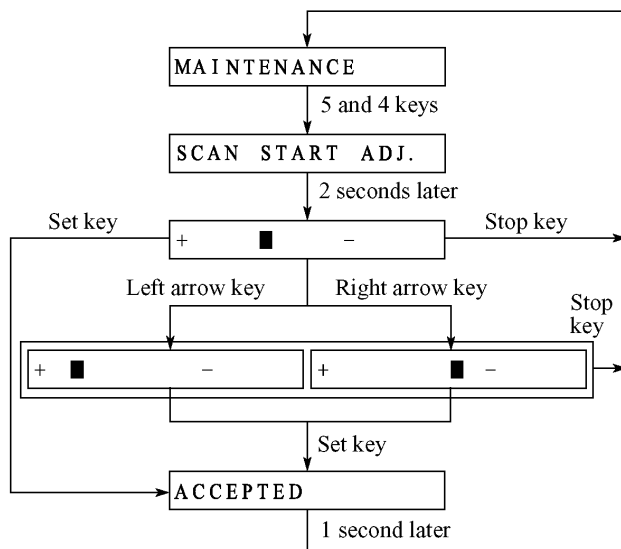 MAINTENANCE
5 and 4 keys
SCAN START ADJ.
2 seconds later
Set key
+ ■ −
Stop key
Left arrow key
Right arrow key
Stop
key
+ ■ −
+ ■ −
Set key
ACCEPTED
1 second later